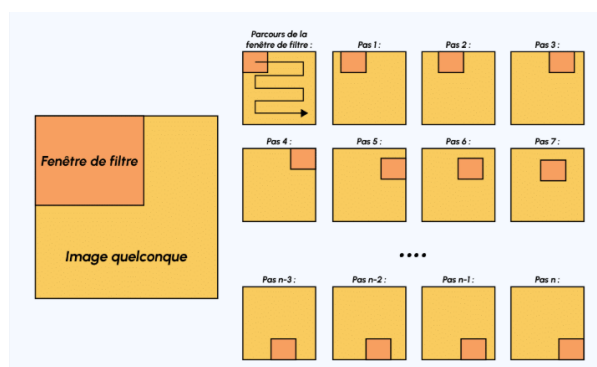 Parcours de la
fenêtre de filtre :
Pas 1 :
Pas 2 :
Pas 3 :
Fenêtre de filtre
Image quelconque
Pas 4 :
Pas 5 :
Pas 6 :
Pas 7 :
....
Pas n-3 :
Pas n-2 :
Pas n-1 :
Pas n :